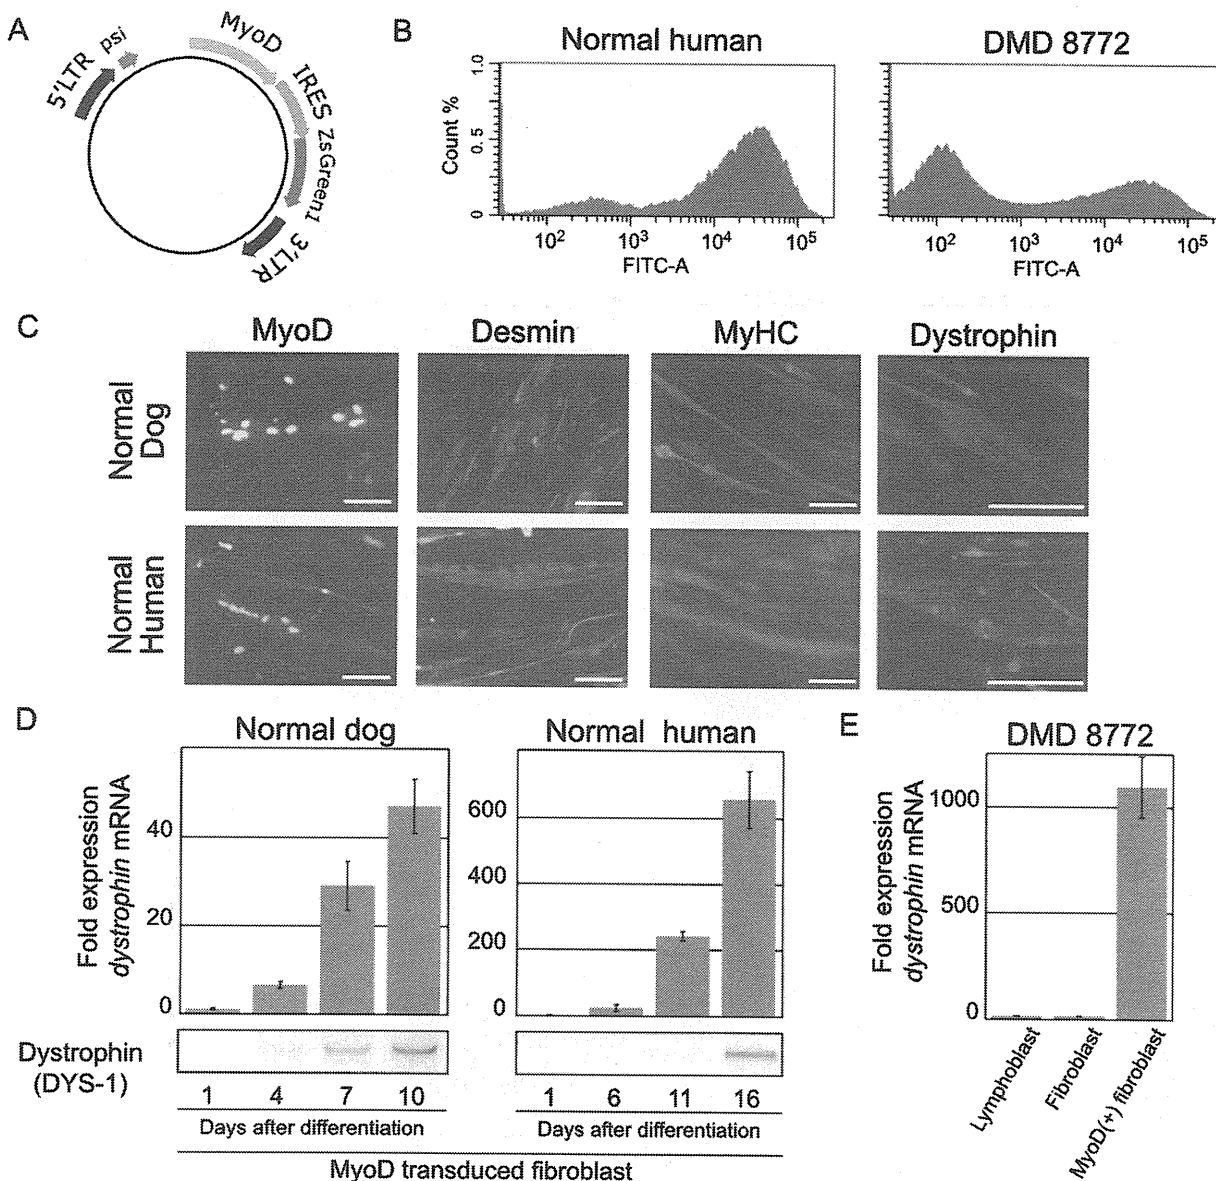 A
5'LTR
psi
MyoD
IRES
ZsGreen1
3'LTR
B
Normal human
DMD 8772
Count %
1.0
0.5
0
10²
10³
10⁴
10⁵
FITC-A
10²
10³
10⁴
10⁵
FITC-A
C
MyoD
Desmin
MyHC
Dystrophin
Normal
Dog
Normal
Human
D
Normal dog
Normal human
Fold expression
dystrophin mRNA
40
20
0
600
400
200
0
Dystrophin
(DYS-1)
1 4 7 10
1 6 11 16
Days after differentiation
Days after differentiation
MyoD transduced fibroblast
E
DMD 8772
Fold expression
dystrophin mRNA
1000
500
0
Lymphoblast
Fibroblast
MyoD(+) fibroblast